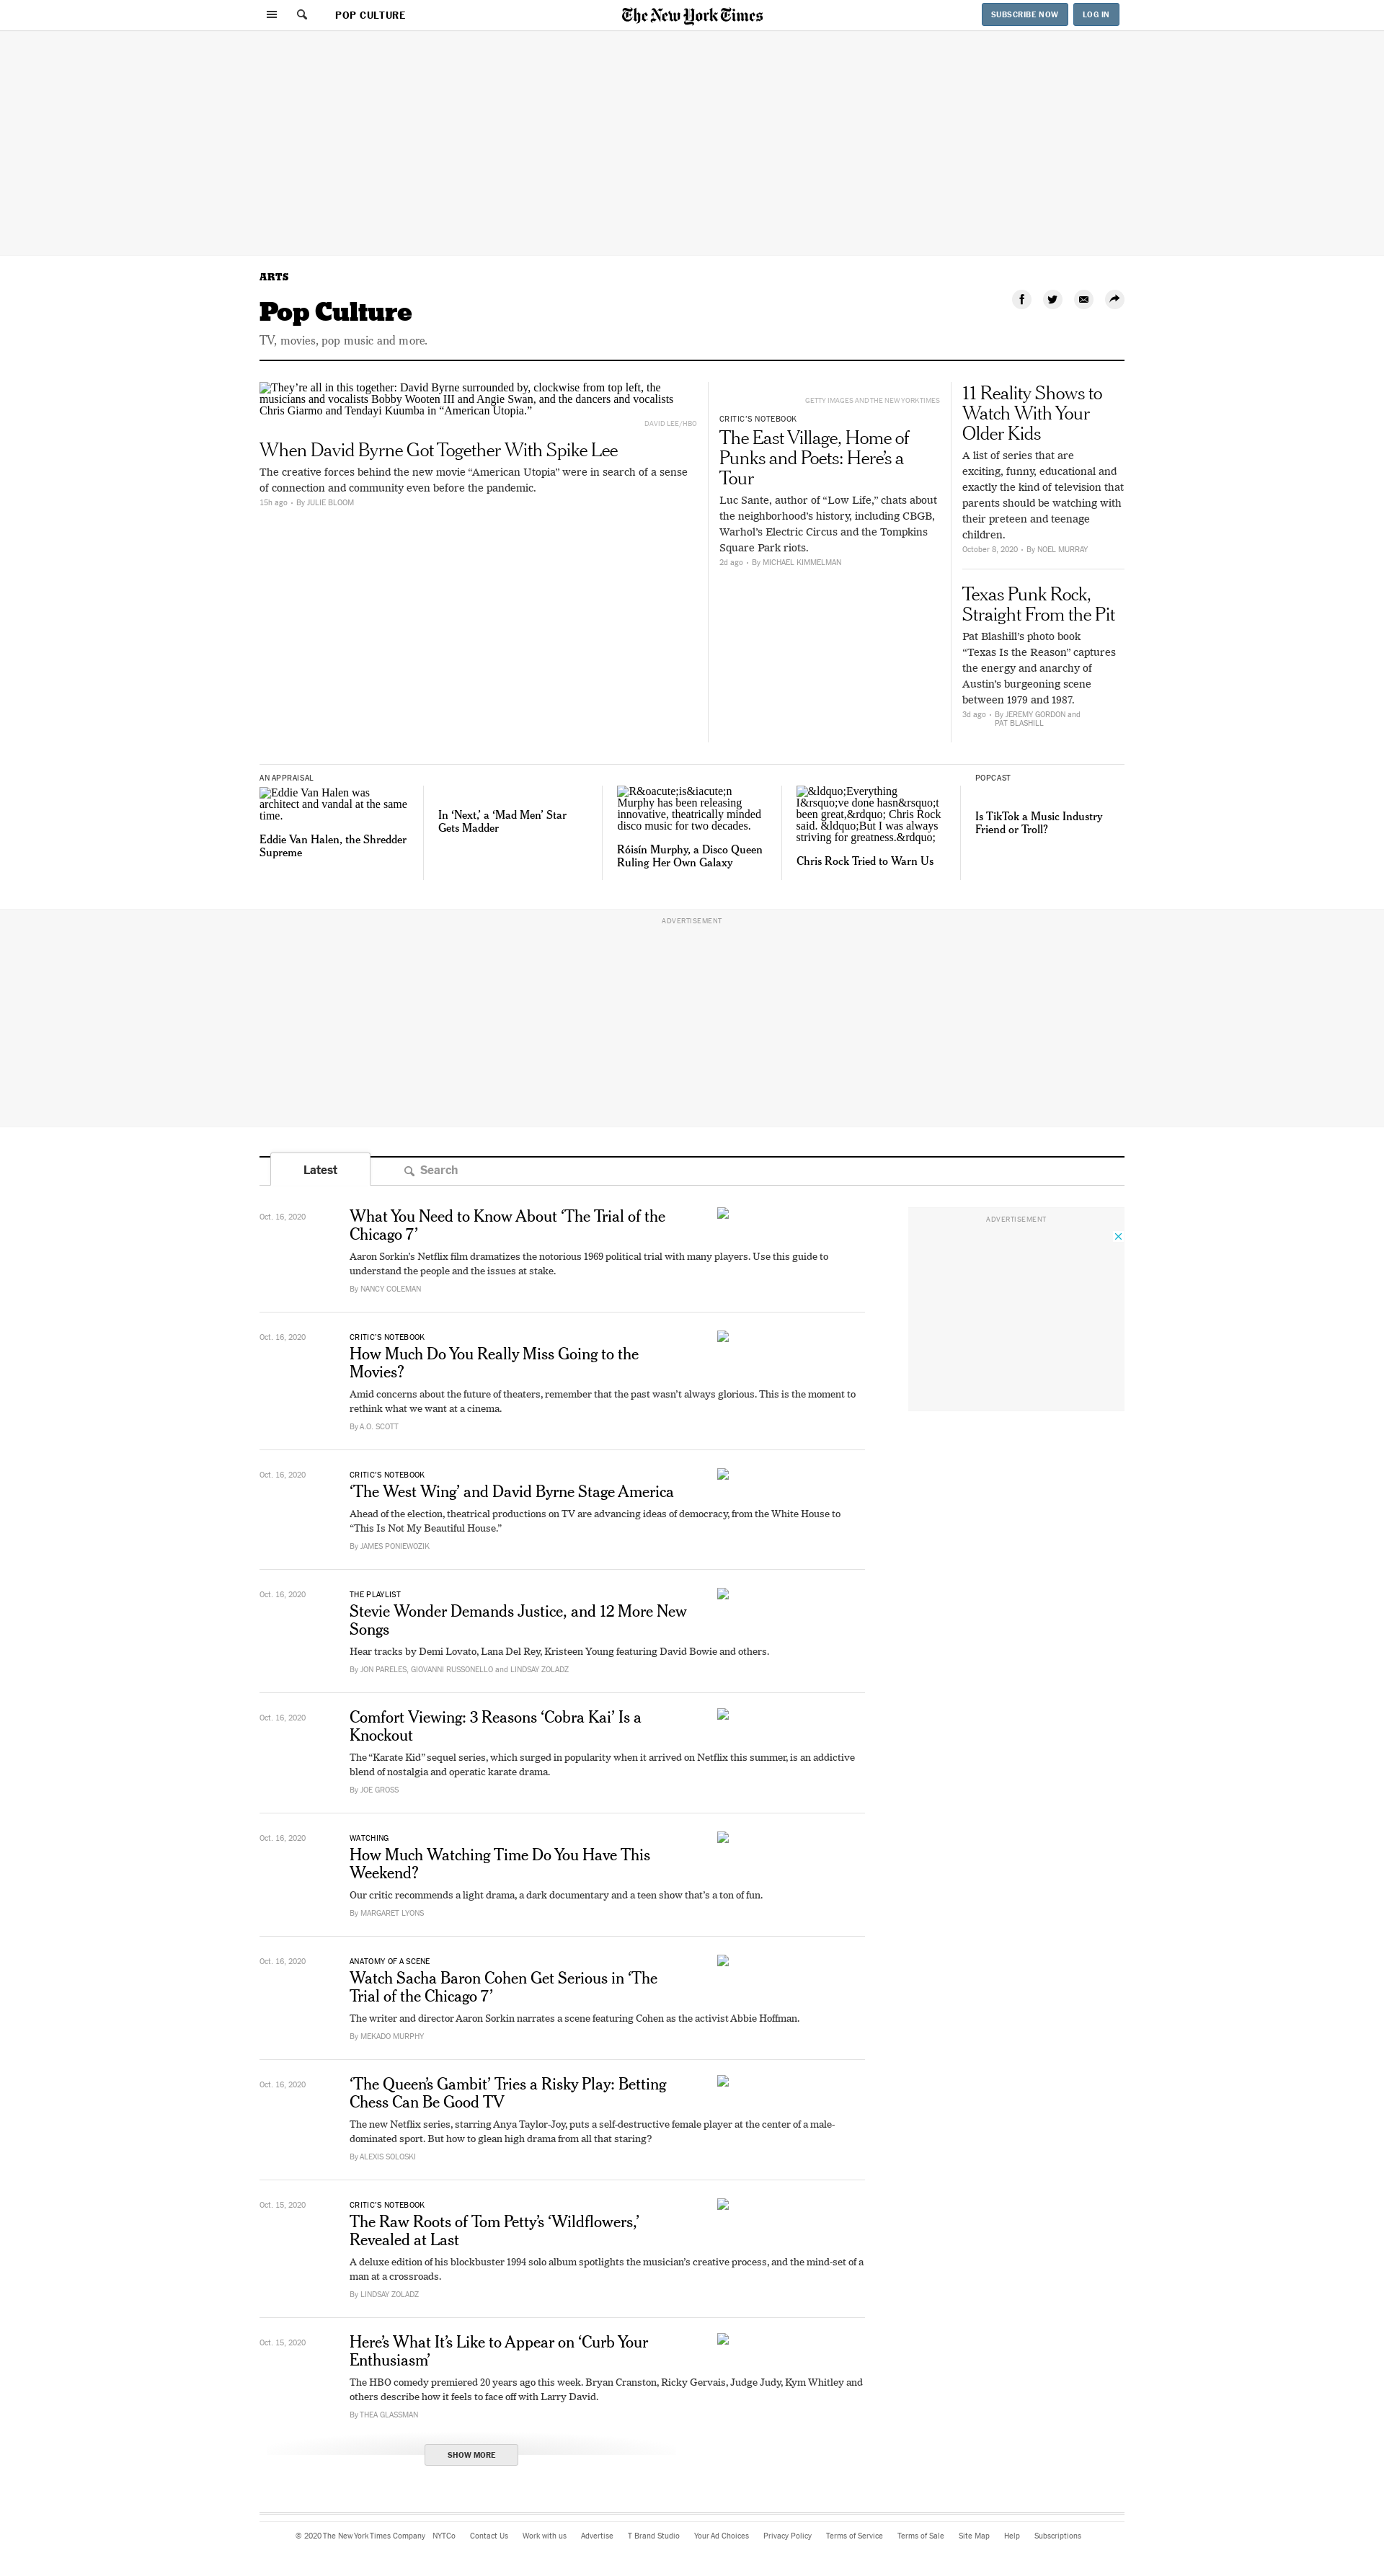 POP CULTURE
The New York Times
SUBSCRIBE NOW
LOG IN
ARTS
Pop Culture
TV, movies, pop music and more.
They’re all in this together: David Byrne surrounded by, clockwise from top left, the
musicians and vocalists Bobby Wooten III and Angie Swan, and the dancers and vocalists
Chris Giarmo and Tendayi Kuumba in “American Utopia.”
DAVID LEE/HBO
When David Byrne Got Together With Spike Lee
The creative forces behind the new movie “American Utopia” were in search of a sense
of connection and community even before the pandemic.
15h ago • By JULIE BLOOM
GETTY IMAGES AND THE NEW YORK TIMES
CRITIC’S NOTEBOOK
The East Village, Home of
Punks and Poets: Here’s a
Tour
Luc Sante, author of “Low Life,” chats about
the neighborhood’s history, including CBGB,
Warhol’s Electric Circus and the Tompkins
Square Park riots.
2d ago • By MICHAEL KIMMELMAN
11 Reality Shows to
Watch With Your
Older Kids
A list of series that are
exciting, funny, educational and
exactly the kind of television that
parents should be watching with
their preteen and teenage
children.
October 8, 2020 • By NOEL MURRAY
Texas Punk Rock,
Straight From the Pit
Pat Blashill’s photo book
“Texas Is the Reason” captures
the energy and anarchy of
Austin’s burgeoning scene
between 1979 and 1987.
3d ago • By JEREMY GORDON and
PAT BLASHILL
AN APPRAISAL
Eddie Van Halen was
architect and vandal at the same
time.
Eddie Van Halen, the Shredder
Supreme
In ‘Next,’ a ‘Mad Men’ Star
Gets Madder
R&oacute;is&iacute;n
Murphy has been releasing
innovative, theatrically minded
disco music for two decades.
Róisín Murphy, a Disco Queen
Ruling Her Own Galaxy
&ldquo;Everything
I&rsquo;ve done hasn&rsquo;t
been great,&rdquo; Chris Rock
said. &ldquo;But I was always
striving for greatness.&rdquo;
Chris Rock Tried to Warn Us
POPCAST
Is TikTok a Music Industry
Friend or Troll?
ADVERTISEMENT
Latest
Search
Oct. 16, 2020
What You Need to Know About ‘The Trial of the
Chicago 7’
Aaron Sorkin’s Netflix film dramatizes the notorious 1969 political trial with many players. Use this guide to
understand the people and the issues at stake.
By NANCY COLEMAN
ADVERTISEMENT
Oct. 16, 2020
CRITIC’S NOTEBOOK
How Much Do You Really Miss Going to the
Movies?
Amid concerns about the future of theaters, remember that the past wasn’t always glorious. This is the moment to
rethink what we want at a cinema.
By A.O. SCOTT
Oct. 16, 2020
CRITIC’S NOTEBOOK
‘The West Wing’ and David Byrne Stage America
Ahead of the election, theatrical productions on TV are advancing ideas of democracy, from the White House to
“This Is Not My Beautiful House.”
By JAMES PONIEWOZIK
Oct. 16, 2020
THE PLAYLIST
Stevie Wonder Demands Justice, and 12 More New
Songs
Hear tracks by Demi Lovato, Lana Del Rey, Kristeen Young featuring David Bowie and others.
By JON PARELES, GIOVANNI RUSSONELLO and LINDSAY ZOLADZ
Oct. 16, 2020
Comfort Viewing: 3 Reasons ‘Cobra Kai’ Is a
Knockout
The “Karate Kid” sequel series, which surged in popularity when it arrived on Netflix this summer, is an addictive
blend of nostalgia and operatic karate drama.
By JOE GROSS
Oct. 16, 2020
WATCHING
How Much Watching Time Do You Have This
Weekend?
Our critic recommends a light drama, a dark documentary and a teen show that’s a ton of fun.
By MARGARET LYONS
Oct. 16, 2020
ANATOMY OF A SCENE
Watch Sacha Baron Cohen Get Serious in ‘The
Trial of the Chicago 7’
The writer and director Aaron Sorkin narrates a scene featuring Cohen as the activist Abbie Hoffman.
By MEKADO MURPHY
Oct. 16, 2020
‘The Queen’s Gambit’ Tries a Risky Play: Betting
Chess Can Be Good TV
The new Netflix series, starring Anya Taylor-Joy, puts a self-destructive female player at the center of a male-
dominated sport. But how to glean high drama from all that staring?
By ALEXIS SOLOSKI
Oct. 15, 2020
CRITIC’S NOTEBOOK
The Raw Roots of Tom Petty’s ‘Wildflowers,’
Revealed at Last
A deluxe edition of his blockbuster 1994 solo album spotlights the musician’s creative process, and the mind-set of a
man at a crossroads.
By LINDSAY ZOLADZ
Oct. 15, 2020
Here’s What It’s Like to Appear on ‘Curb Your
Enthusiasm’
The HBO comedy premiered 20 years ago this week. Bryan Cranston, Ricky Gervais, Judge Judy, Kym Whitley and
others describe how it feels to face off with Larry David.
By THEA GLASSMAN
SHOW MORE
© 2020 The New York Times Company NYTCo Contact Us Work with us Advertise T Brand Studio Your Ad Choices Privacy Policy Terms of Service Terms of Sale Site Map Help Subscriptions